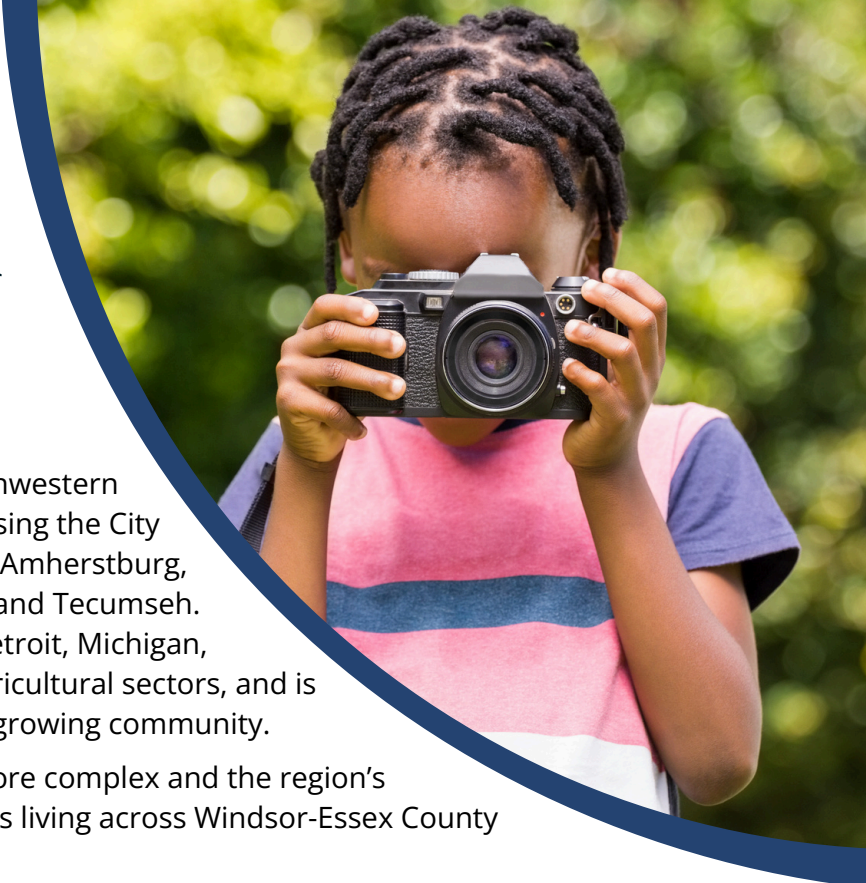 hwestern
sing the City
Amherstburg,
and Tecumseh.
etroit, Michigan,
ricultural sectors, and is
growing community.
ore complex and the region’s
s living across Windsor-Essex County